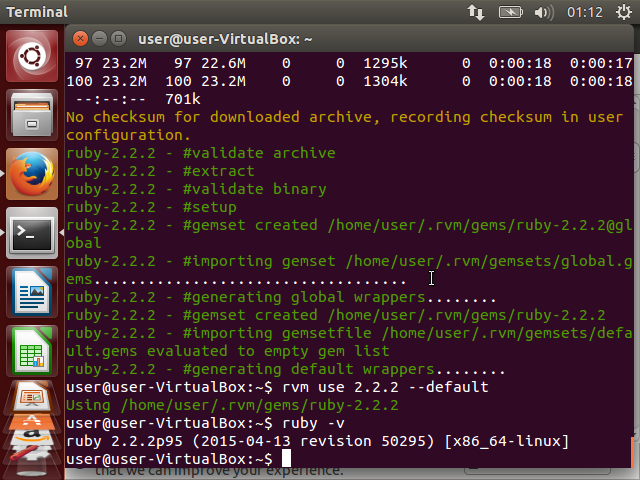 Terminal
01:12
user@user-VirtualBox: ~
97 23.2M 97 22.6M 0 0 1295k 0 0:00:18 0:00:17
100 23.2M 100 23.2M 0 0 1304k 0 0:00:18 0:00:18
--:--:-- 701k
No checksum for downloaded archive, recording checksum in user
configuration.
ruby-2.2.2 - #validate archive
ruby-2.2.2 - #extract
ruby-2.2.2 - #validate binary
ruby-2.2.2 - #setup
ruby-2.2.2 - #gemset created /home/user/.rvm/gems/ruby-2.2.2@gl
obal
ruby-2.2.2 - #importing gemset /home/user/.rvm/gemsets/global.g
ems...................................
ruby-2.2.2 - #generating global wrappers........
ruby-2.2.2 - #gemset created /home/user/.rvm/gems/ruby-2.2.2
ruby-2.2.2 - #importing gemsetfile /home/user/.rvm/gemsets/defa
ult.gems evaluated to empty gem list
ruby-2.2.2 - #generating default wrappers........
user@user-VirtualBox:~$ rvm use 2.2.2 --default
Using /home/user/.rvm/gems/ruby-2.2.2
user@user-VirtualBox:~$ ruby -v
ruby 2.2.2p95 (2015-04-13 revision 50295) [x86_64-linux]
user@user-VirtualBox:~$
that we can improve your experience.